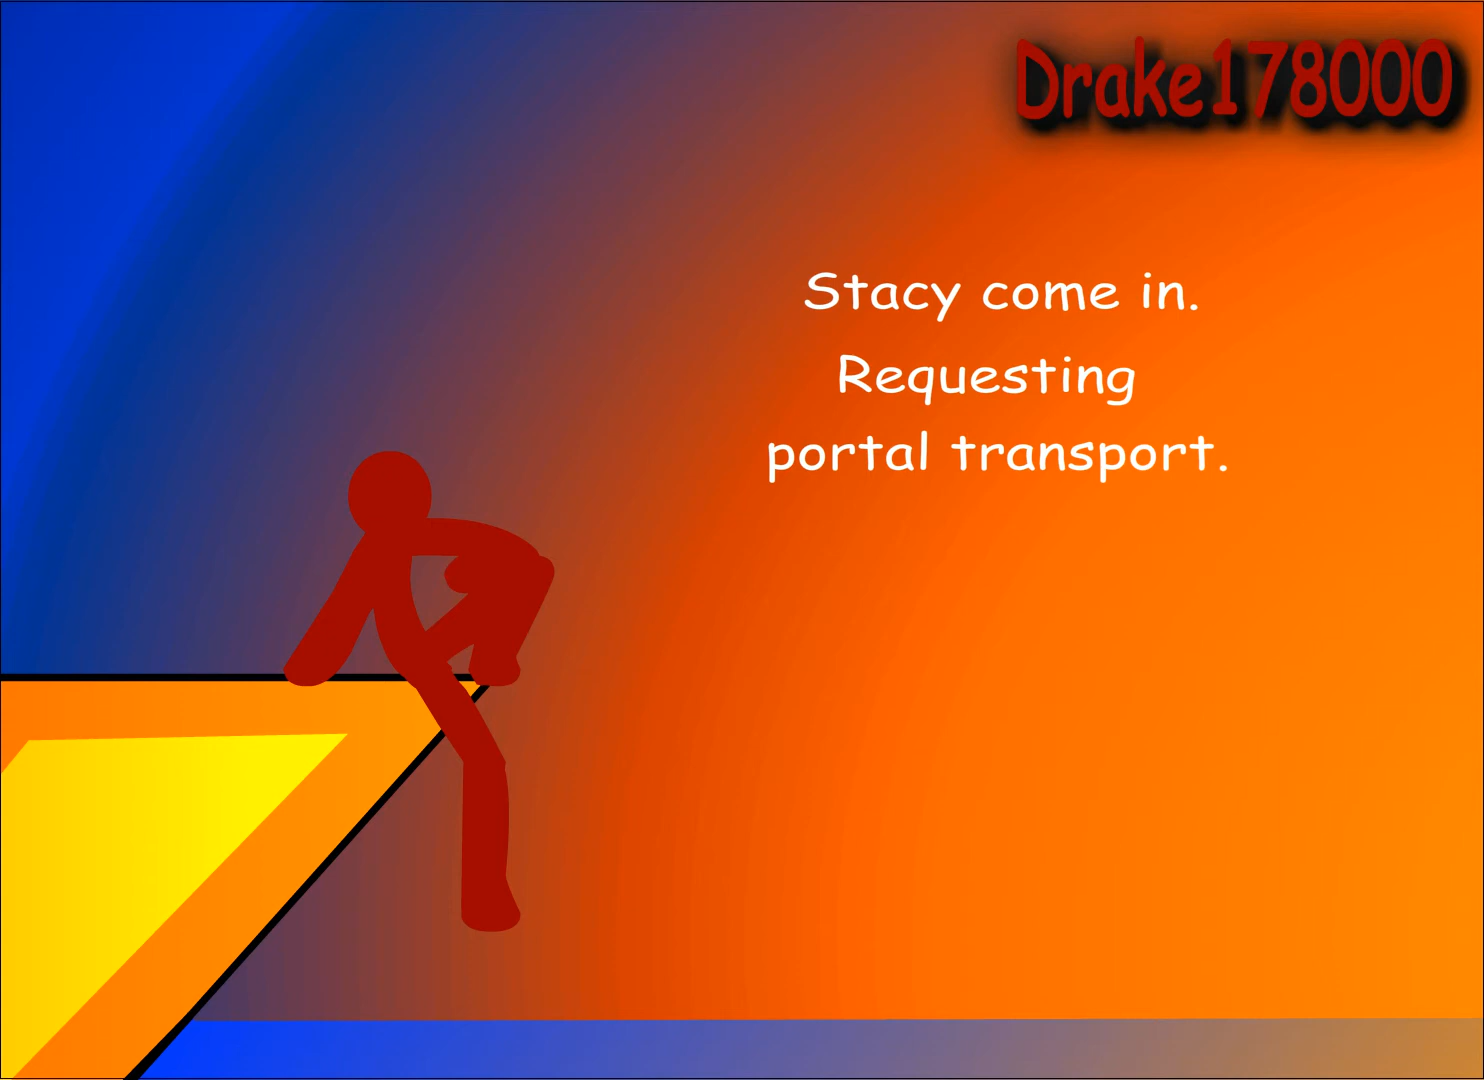 Drake178000
Stacy come in.
Requesting
portal transport.